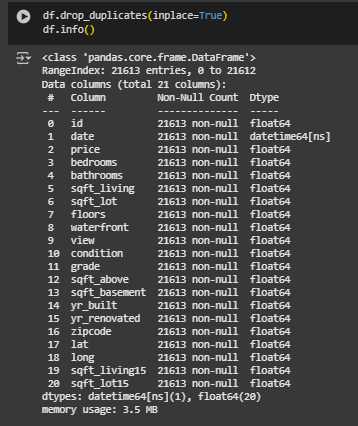 df.drop_duplicates(inplace=True)
df.info()
<class 'pandas.core.frame.DataFrame'>
RangeIndex: 21613 entries, 0 to 21612
Data columns (total 21 columns):
 #   Column         Non-Null Count  Dtype
---  ------         --------------  -----
 0   id             21613 non-null  float64
 1   date           21613 non-null  datetime64[ns]
 2   price          21613 non-null  float64
 3   bedrooms       21613 non-null  float64
 4   bathrooms      21613 non-null  float64
 5   sqft_living    21613 non-null  float64
 6   sqft_lot       21613 non-null  float64
 7   floors         21613 non-null  float64
 8   waterfront     21613 non-null  float64
 9   view           21613 non-null  float64
 10  condition      21613 non-null  float64
 11  grade          21613 non-null  float64
 12  sqft_above     21613 non-null  float64
 13  sqft_basement  21613 non-null  float64
 14  yr_built       21613 non-null  float64
 15  yr_renovated   21613 non-null  float64
 16  zipcode        21613 non-null  float64
 17  lat            21613 non-null  float64
 18  long           21613 non-null  float64
 19  sqft_living15  21613 non-null  float64
 20  sqft_lot15     21613 non-null  float64
dtypes: datetime64[ns](1), float64(20)
memory usage: 3.5 MB